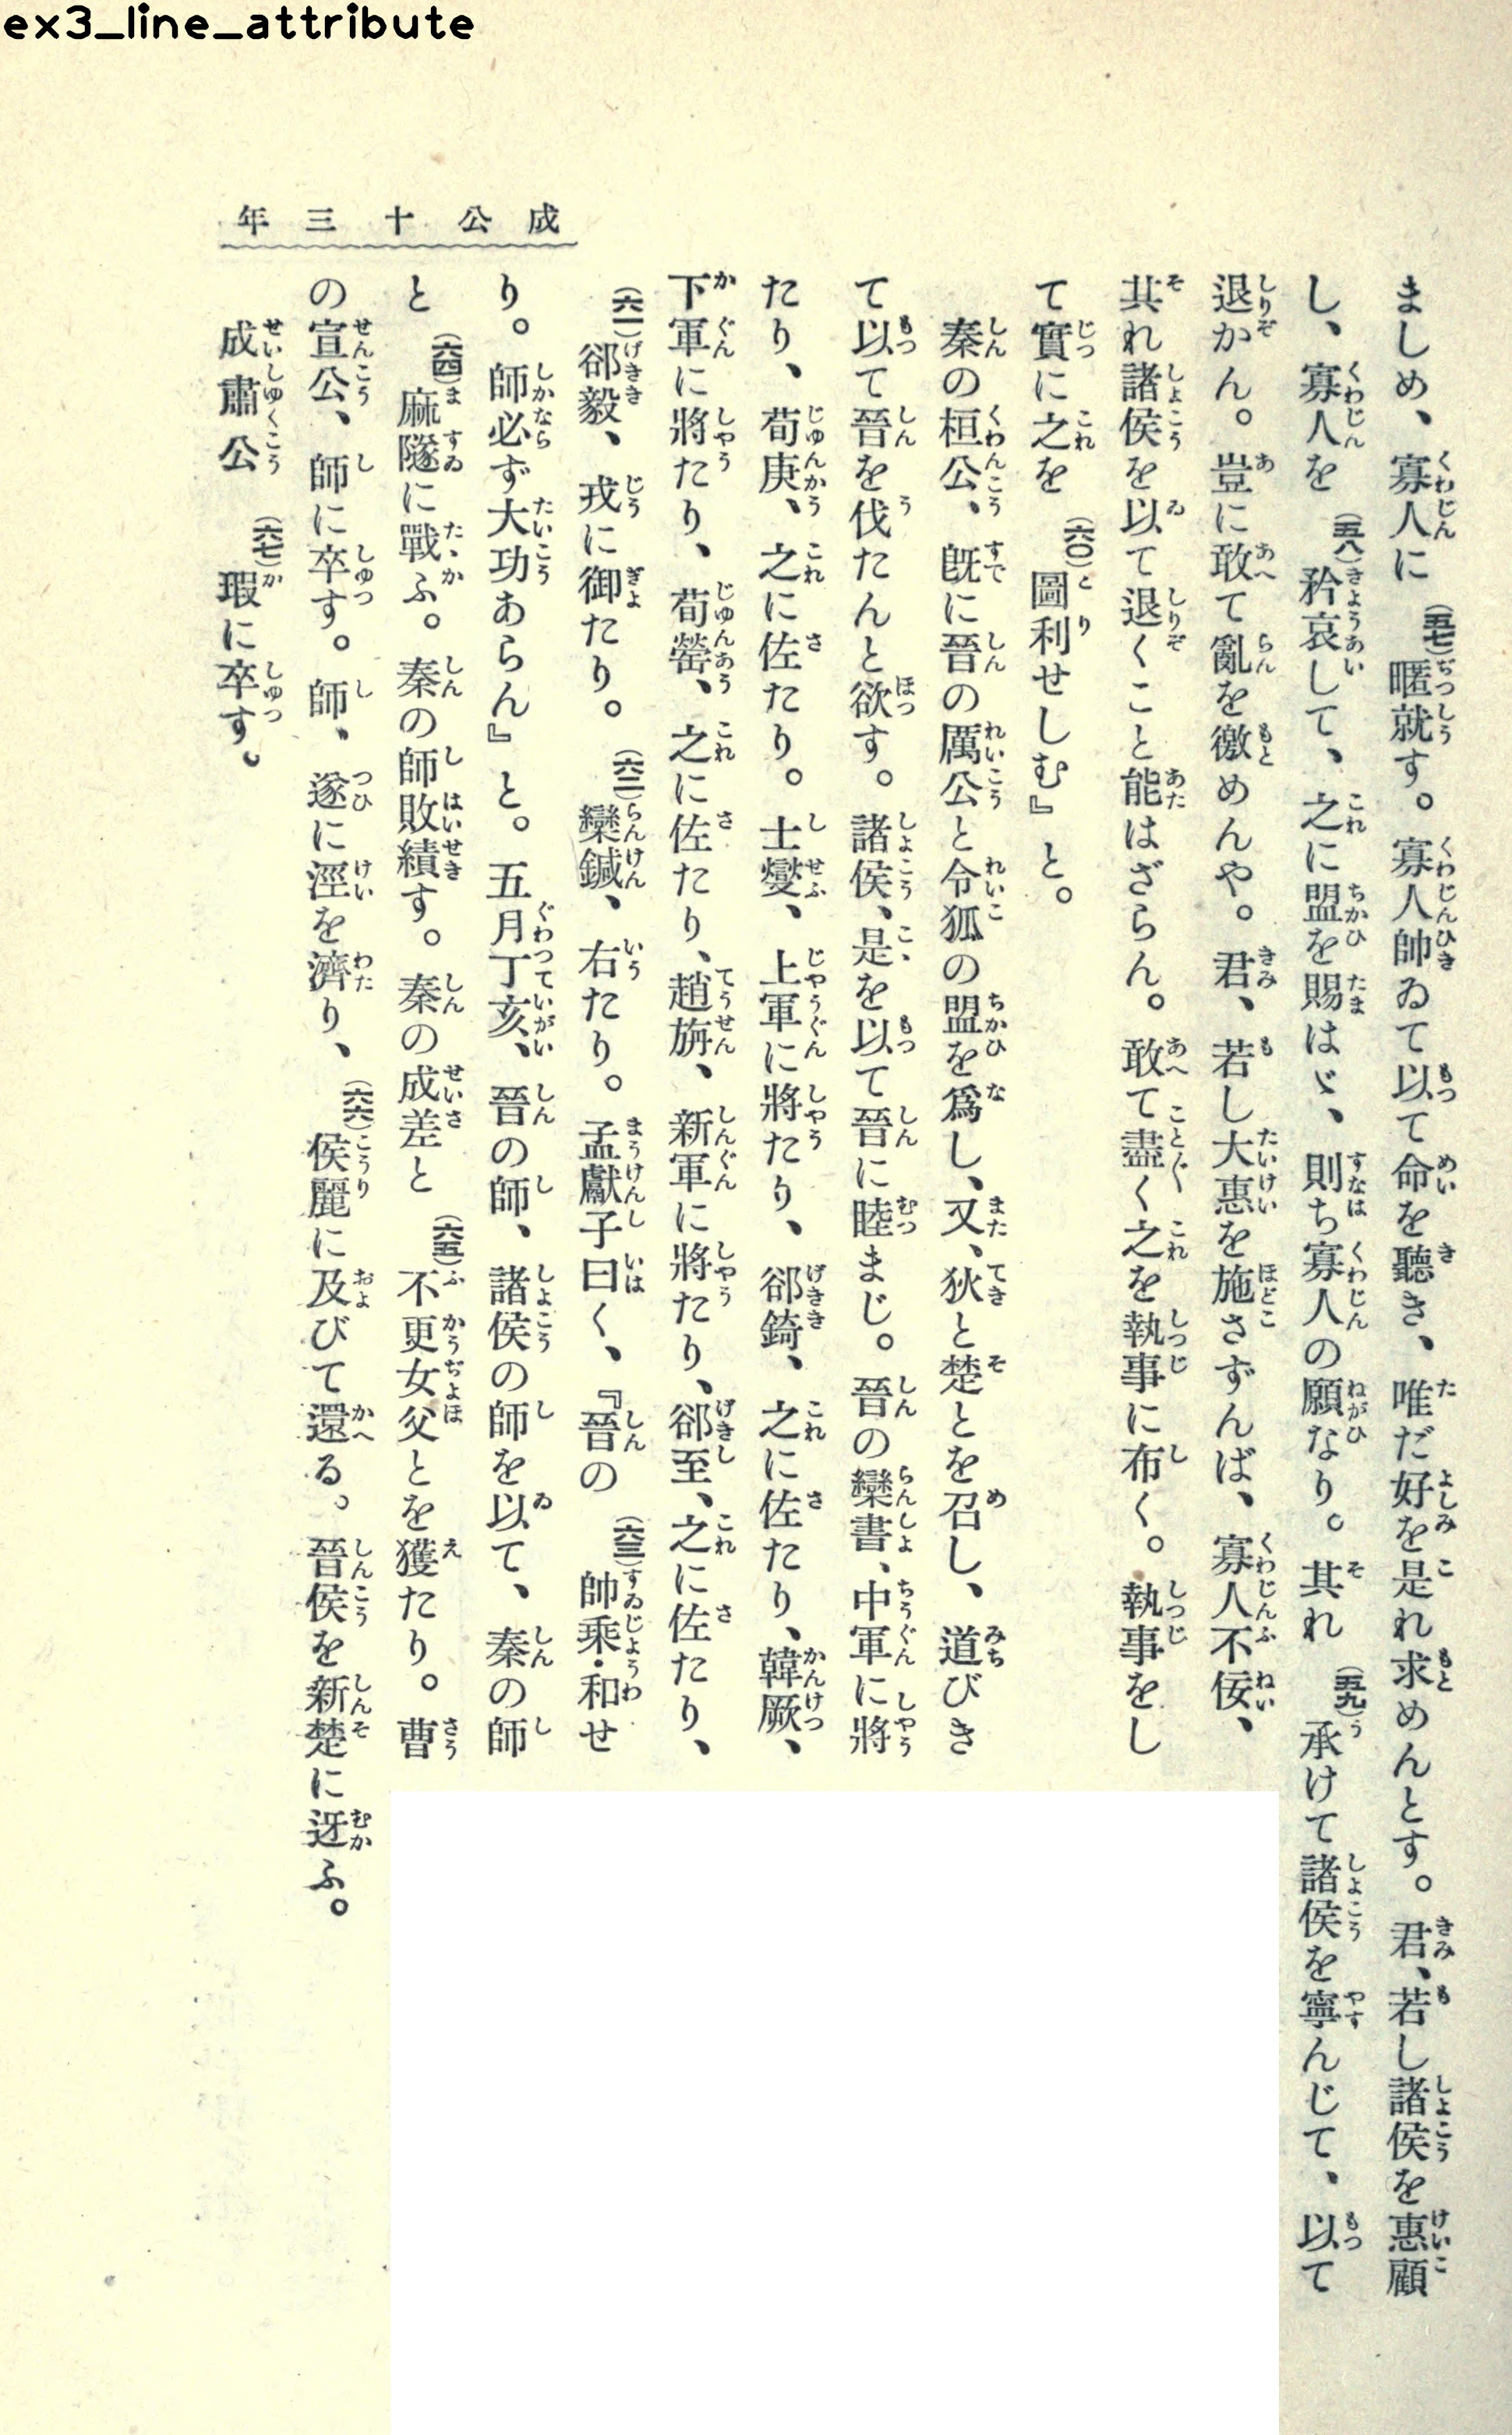 ex3_line_attribute
成公十三年
ましめ、寡人に（五七）暱就す。寡人帥ゐて以て命を聽き、唯だ好を是れ求めんとす。君、若し諸侯を惠顧
し、寡人を（五八）矜哀して、之に盟を賜はゞ、則ち寡人の願なり。其れ（五九）承けて諸侯を寧んじて、以て
退かん。豈に敢へて亂を徼めんや。君、若し大惠を施さずんば、寡人不佞、
其れ諸侯を以て退くこと能はざらん。敢て盡く之を執事に布く。執事をし
て實に之を（六〇）圖利せしむ』と。
秦の桓公、既に晉の厲公と令狐の盟を爲し、又、狄と楚とを召し、道びき
て以て晉を伐たんと欲す。諸侯、是を以て晉に睦まじ。晉の欒書、中軍に將
たり、荀庚、之に佐たり。士燮、上軍に將たり、郤錡、之に佐たり、韓厥、
下軍に將たり、荀罃、之に佐たり、趙旃、新軍に將たり、郤至、之に佐たり、
（六一）郤毅、戎に御たり。（六二）欒鍼、右たり。孟獻子曰く、『晉の（六三）帥乘・和せ
り。師必ず大功あらん』と。五月丁亥、晉の師、諸侯の師を以て、秦の師
と（六四）麻隧に戰ふ。秦の師敗績す。秦の成差と（六五）不更女父とを獲たり。曹
の宣公、師に卒す。師、遂に涇を濟り、（六六）侯麗に及びて還る。晉侯を新楚に迓ふ。
成肅公（六七）瑕に卒す。